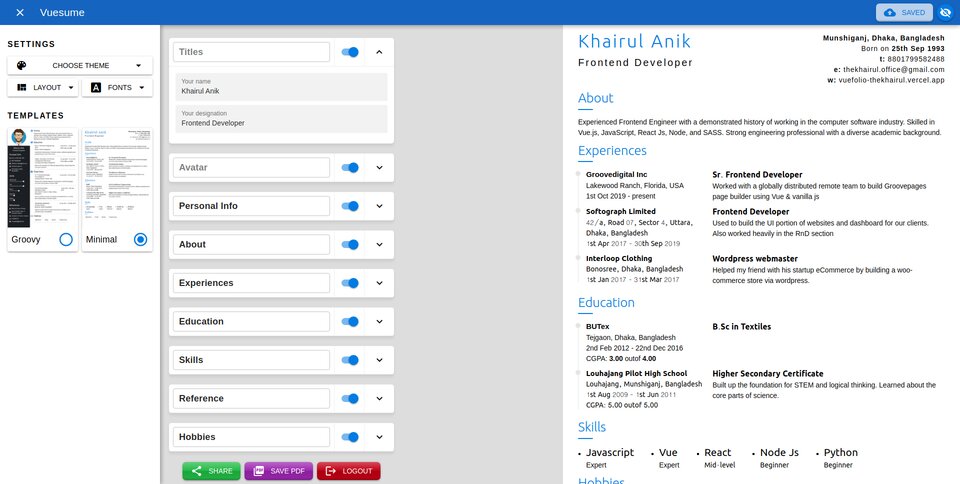 Vuesume
SAVED
SETTINGS
CHOOSE THEME
LAYOUT
FONTS
TEMPLATES
Groovy
Minimal
Titles
Your name
Khairul Anik
Your designation
Frontend Developer
Avatar
Personal Info
About
Experiences
Education
Skills
Reference
Hobbies
SHARE
SAVE PDF
LOGOUT
Khairul Anik
Frontend Developer
Munshiganj, Dhaka, Bangladesh
Born on 25th Sep 1993
t: 8801799582488
e: thekhairul.office@gmail.com
w: vuefolio-thekhairul.vercel.app
About
Experienced Frontend Engineer with a demonstrated history of working in the computer software industry. Skilled in
Vue.js, JavaScript, React Js, Node, and SASS. Strong engineering professional with a diverse academic background.
Experiences
Groovedigital Inc
Lakewood Ranch, Florida, USA
1st Oct 2019 - present
Sr. Frontend Developer
Worked with a globally distributed remote team to build Groovepages
page builder using Vue & vanilla js
Softograph Limited
42/a, Road 07, Sector 4, Uttara,
Dhaka, Bangladesh
1st Apr 2017 - 30th Sep 2019
Frontend Developer
Used to build the UI portion of websites and dashboard for our clients.
Also worked heavily in the RnD section
Interloop Clothing
Bonosree, Dhaka, Bangladesh
1st Jan 2017 - 31st Mar 2017
Wordpress webmaster
Helped my friend with his startup eCommerce by building a woo-
commerce store via wordpress.
Education
BUTex
Tejgaon, Dhaka, Bangladesh
2nd Feb 2012 - 22nd Dec 2016
CGPA: 3.00 outof 4.00
B.Sc in Textiles
Louhajang Pilot High School
Louhajang, Munshiganj, Bangladesh
1st Aug 2009 - 1st Jun 2011
CGPA: 5.00 outof 5.00
Higher Secondary Certificate
Built up the foundation for STEM and logical thinking. Learned about the
core parts of science.
Skills
• Javascript
Expert
• Vue
Expert
• React
Mid-level
• Node Js
Beginner
• Python
Beginner
Hobbies